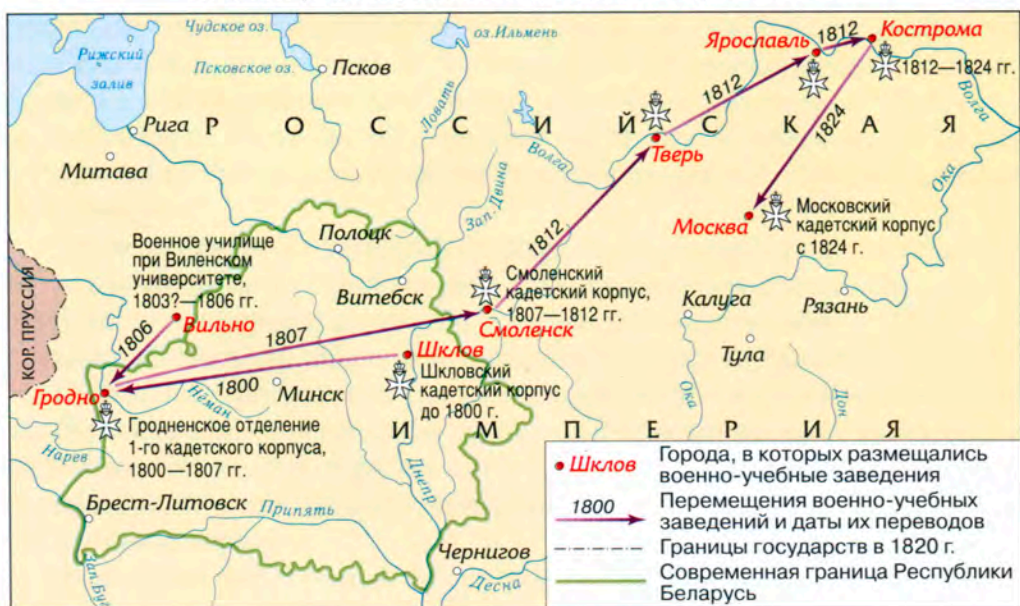 Чудское оз.
оз.Ильмень
Рижский
залив
Псковское оз.
Псков
Ловать
Ярославль
1812
Кострома
1812—1824 гг.
Волга
Рига
РОССИЙСКАЯ
Митава
1812
1824
Волга
Тверь
Ока
Зап. Двина
Москва
Московский
кадетский корпус
с 1824 г.
Полоцк
Военное училище
при Виленском
университете,
1803?—1806 гг.
Витебск
1812
Смоленский
кадетский корпус,
1807—1812 гг.
Калуга
Рязань
КОР. ПРУССИЯ
Вильно
Смоленск
1806
1807
Тула
Шклов
Шкловский
кадетский корпус
до 1800 г.
1800
Минск
Гродно
Нёман
Ока
Дон
Гродненское отделение
1-го кадетского корпуса,
1800—1807 гг.
ИМПЕРИЯ
Нарев
Днепр
Брест-Литовск
Припять
Чернигов
Зап.Буг
Десна
Шклов
Города, в которых размещались
военно-учебные заведения
1800
Перемещения военно-учебных
заведений и даты их переводов
Границы государств в 1820 г.
Современная граница Республики
Беларусь